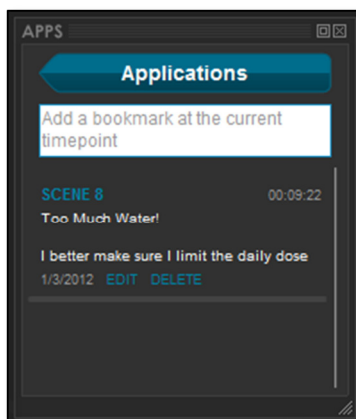 APPS
Applications
Add a bookmark at the current
timepoint
SCENE 8 00:09:22
Too Much Water!
I better make sure I limit the daily dose
1/3/2012 EDIT DELETE